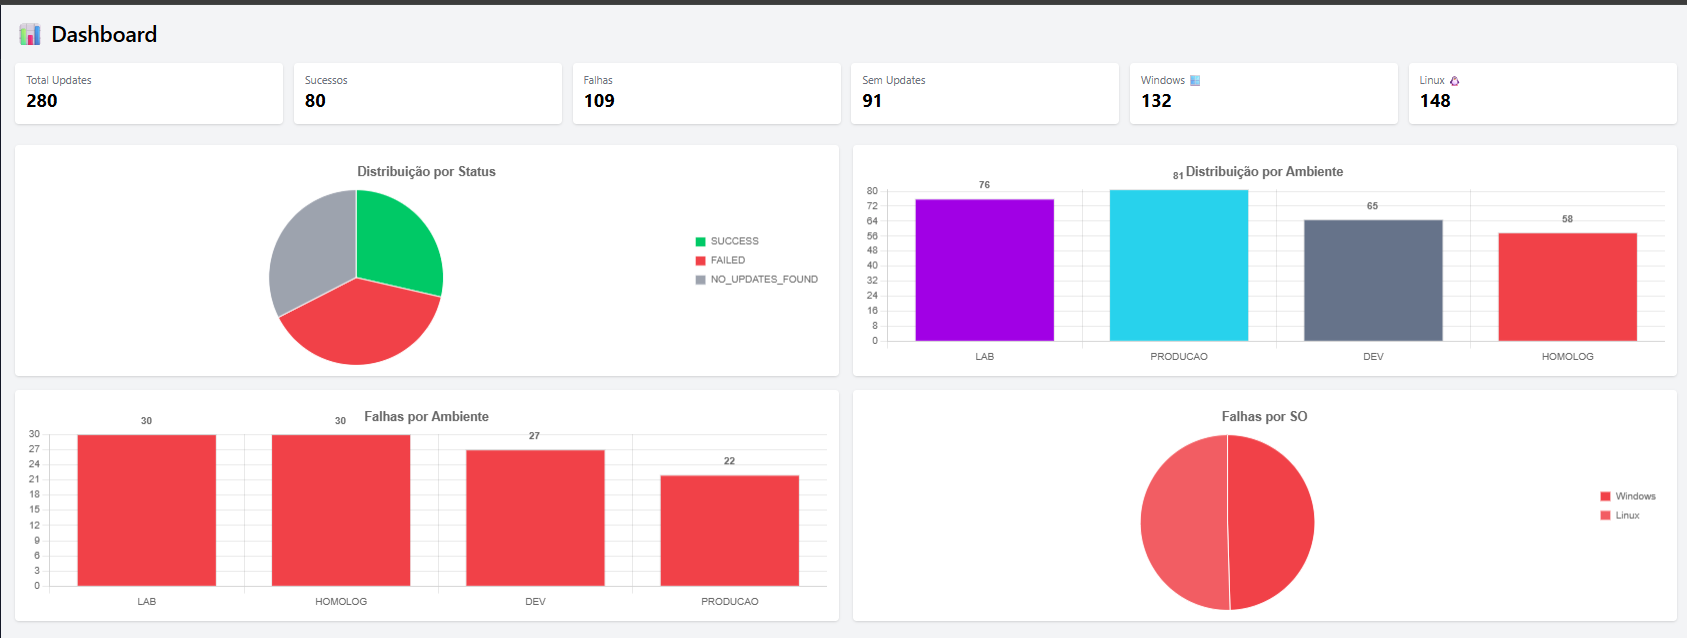 Dashboard
Total Updates
280
Sucessos
80
Falhas
109
Sem Updates
91
Windows
132
Linux
148
Distribuição por Status
SUCCESS
FAILED
NO_UPDATES_FOUND
Distribuição por Ambiente
80
72
64
56
48
40
32
24
16
8
0
76
81
65
58
LAB
PRODUCAO
DEV
HOMOLOG
Falhas por Ambiente
30
27
24
21
18
15
12
9
6
3
0
30
30
27
22
LAB
HOMOLOG
DEV
PRODUCAO
Falhas por SO
Windows
Linux